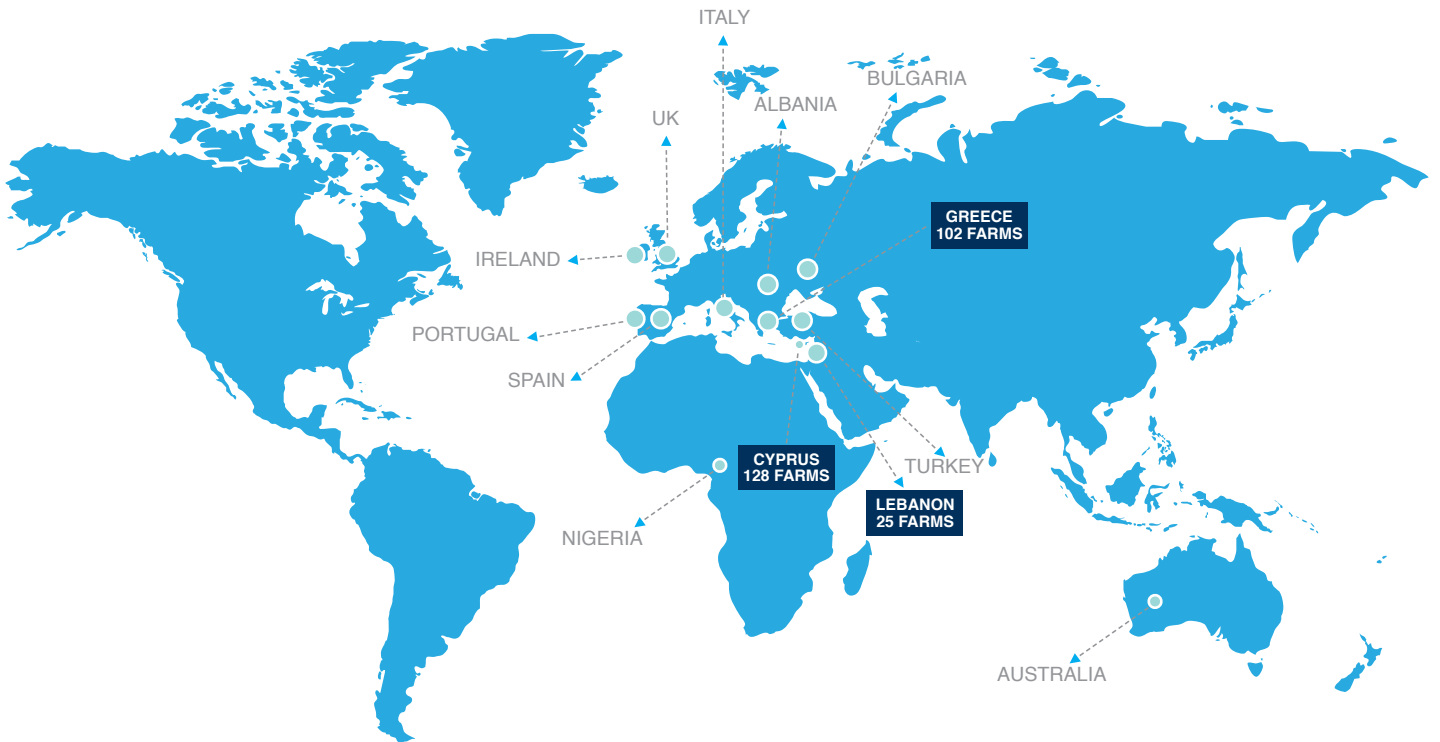 ITALY
BULGARIA
ALBANIA
UK
GREECE
102 FARMS
IRELAND
PORTUGAL
SPAIN
CYPRUS
128 FARMS
TURKEY
LEBANON
25 FARMS
NIGERIA
AUSTRALIA